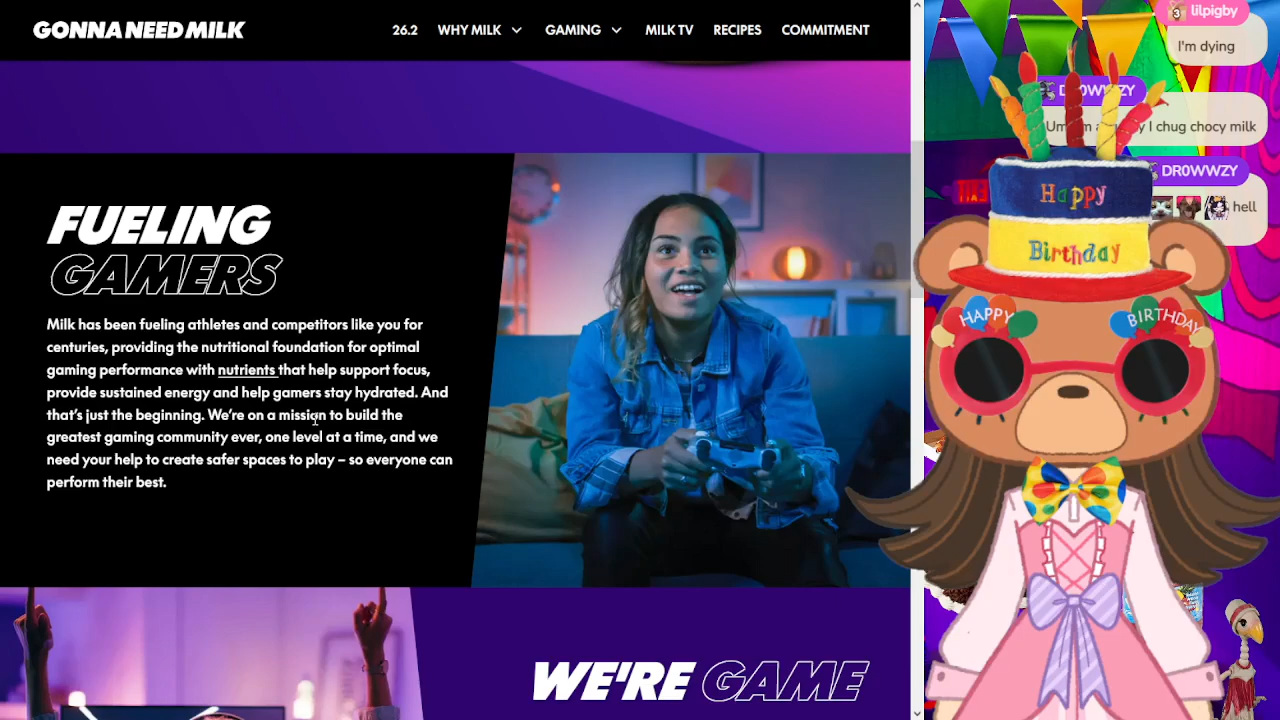 GONNA NEED MILK
26.2 WHY MILK GAMING MILK TV RECIPES COMMITMENT
FUELING
GAMERS
Milk has been fueling athletes and competitors like you for
centuries, providing the nutritional foundation for optimal
gaming performance with nutrients that help support focus,
provide sustained energy and help gamers stay hydrated. And
that's just the beginning. We're on a mission to build the
greatest gaming community ever, one level at a time, and we
need your help to create safer spaces to play – so everyone can
perform their best.
WE'RE GAME
3 lilpigby
I'm dying
DR0WWZY
I chug chocy milk
DR0WWZY
hell
Happy
Birthday
HAPPY
BIRTHDAY